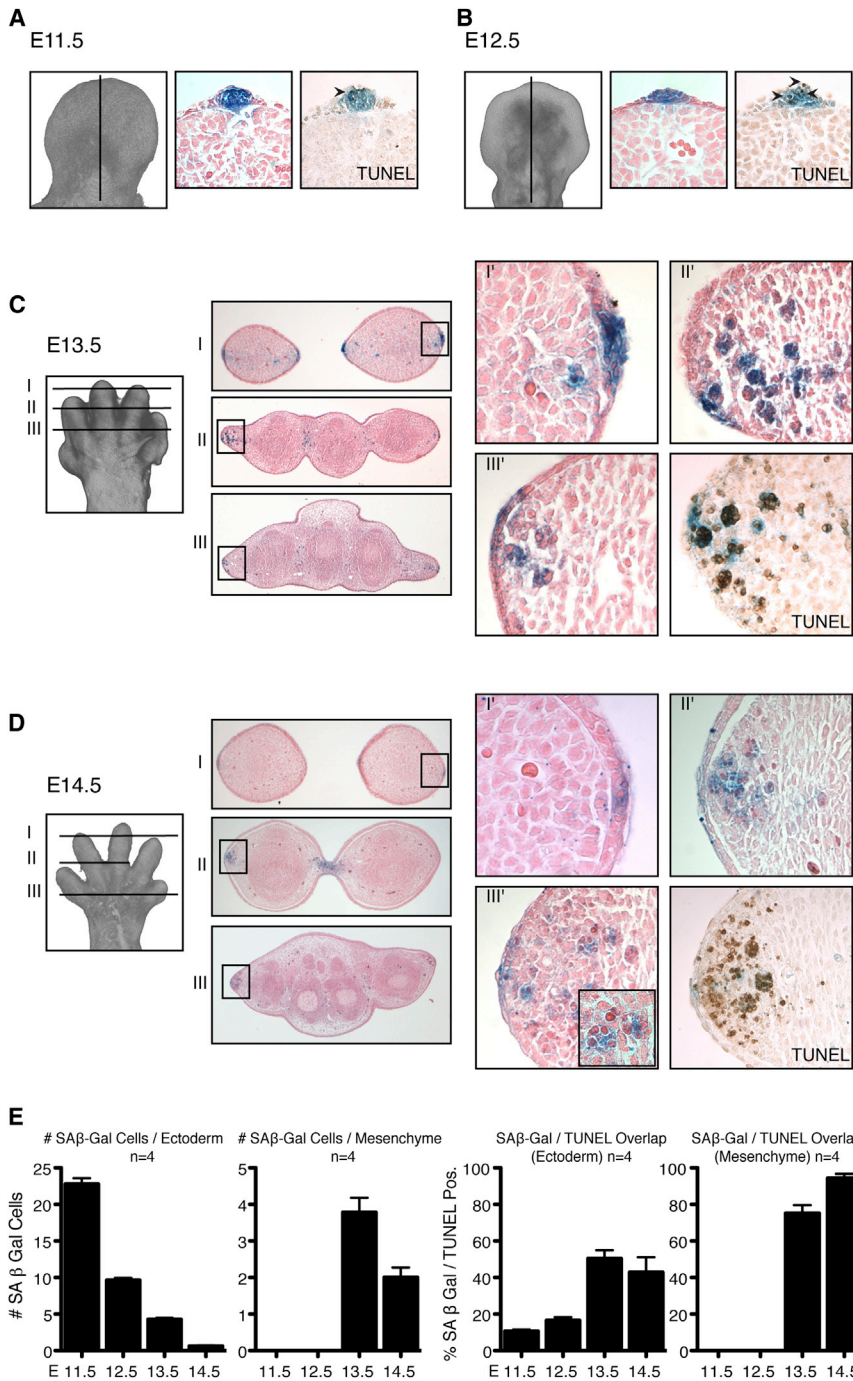 A
E11.5
TUNEL
B
E12.5
TUNEL
C
E13.5
I
II
III
I
II
III
I'
II'
III'
TUNEL
D
E14.5
I
II
III
I
II
III
I'
II'
III'
TUNEL
E
# SAβ-Gal Cells / Ectoderm
n=4
# SA β Gal Cells
25
20
15
10
5
0
E 11.5 12.5 13.5 14.5
# SAβ-Gal Cells / Mesenchyme
n=4
5
4
3
2
1
0
11.5 12.5 13.5 14.5
SAβ-Gal / TUNEL Overlap
(Ectoderm) n=4
% SA β Gal / TUNEL Pos.
100
80
60
40
20
0
E 11.5 12.5 13.5 14.5
SAβ-Gal / TUNEL Overla
(Mesenchyme) n=4
100
80
60
40
20
0
11.5 12.5 13.5 14.5